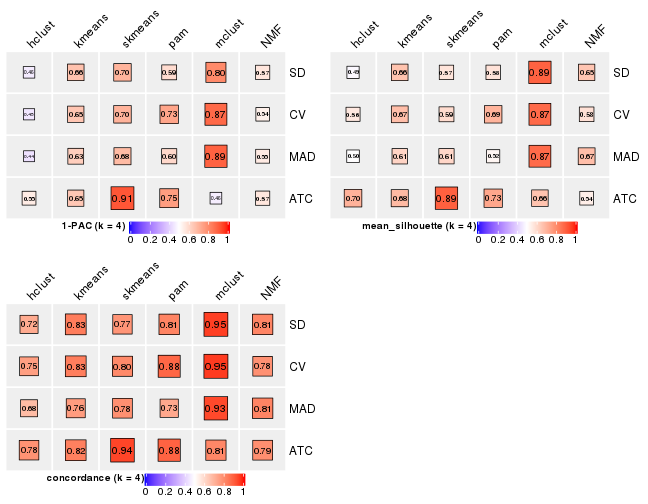 hclust kmeans skmeans pam mclust NMF
0.66 0.70 0.59 0.80 0.57 SD
0.65 0.70 0.73 0.87 0.54 CV
0.44 0.63 0.68 0.60 0.89 0.55 MAD
0.55 0.65 0.91 0.75 0.57 ATC
1-PAC (k = 4)
0 0.2 0.4 0.6 0.8 1
hclust kmeans skmeans pam mclust NMF
0.49 0.66 0.57 0.58 0.89 0.65 SD
0.56 0.67 0.59 0.69 0.87 0.58 CV
0.50 0.61 0.61 0.52 0.87 0.67 MAD
0.70 0.68 0.89 0.73 0.66 0.54 ATC
mean_silhouette (k = 4)
0 0.2 0.4 0.6 0.8 1
hclust kmeans skmeans pam mclust NMF
0.72 0.83 0.77 0.81 0.95 0.81 SD
0.75 0.83 0.80 0.88 0.95 0.78 CV
0.68 0.76 0.78 0.73 0.93 0.81 MAD
0.78 0.82 0.94 0.88 0.81 0.79 ATC
concordance (k = 4)
0 0.2 0.4 0.6 0.8 1